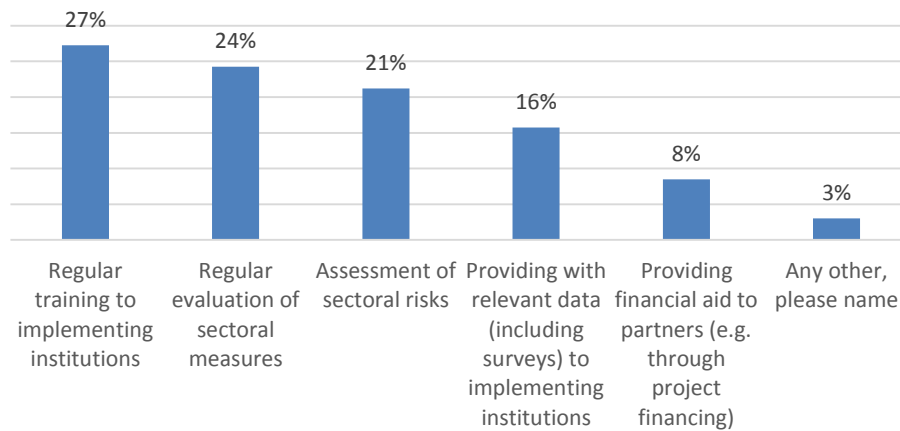 27%
24%
21%
16%
8%
3%
Regular
training to
implementing
institutions
Regular
evaluation of
sectoral
measures
Assessment of
sectoral risks
Providing with
relevant data
(including
surveys) to
implementing
institutions
Providing
financial aid to
partners (e.g.
through
project
financing)
Any other,
please name